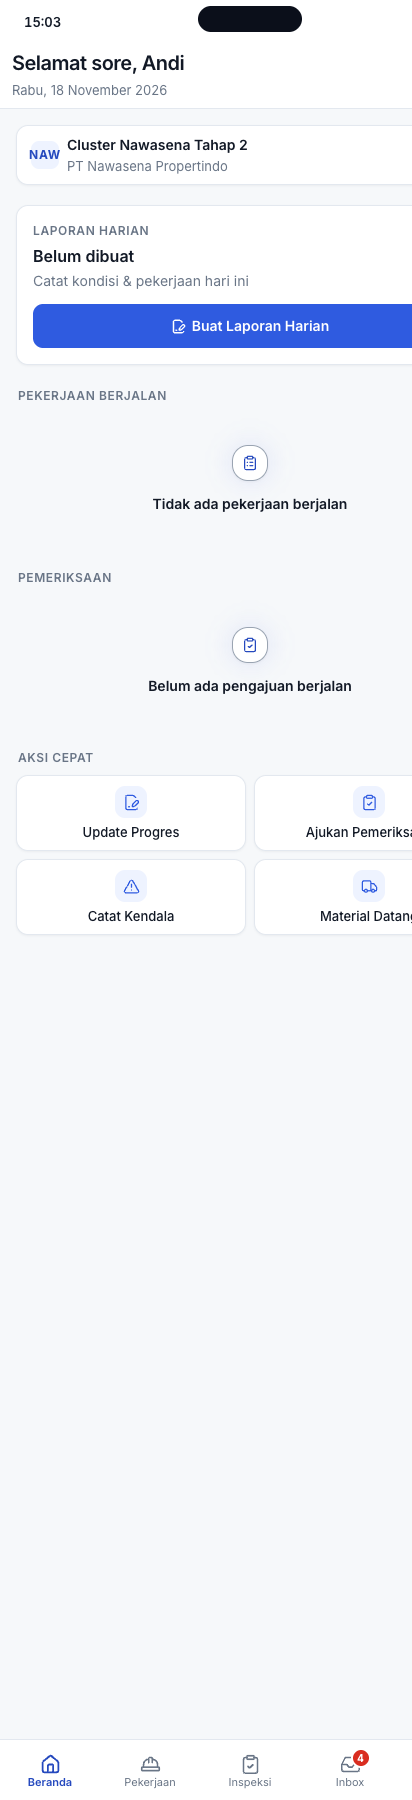 15:03
Selamat sore, Andi
Rabu, 18 November 2026
NAW
Cluster Nawasena Tahap 2
PT Nawasena Propertindo
LAPORAN HARIAN
Belum dibuat
Catat kondisi & pekerjaan hari ini
Buat Laporan Harian
PEKERJAAN BERJALAN
Tidak ada pekerjaan berjalan
PEMERIKSAAN
Belum ada pengajuan berjalan
AKSI CEPAT
Update Progres
Ajukan
Catat Kendala
Material
Beranda
Pekerjaan
Inspeksi
4
Inbox